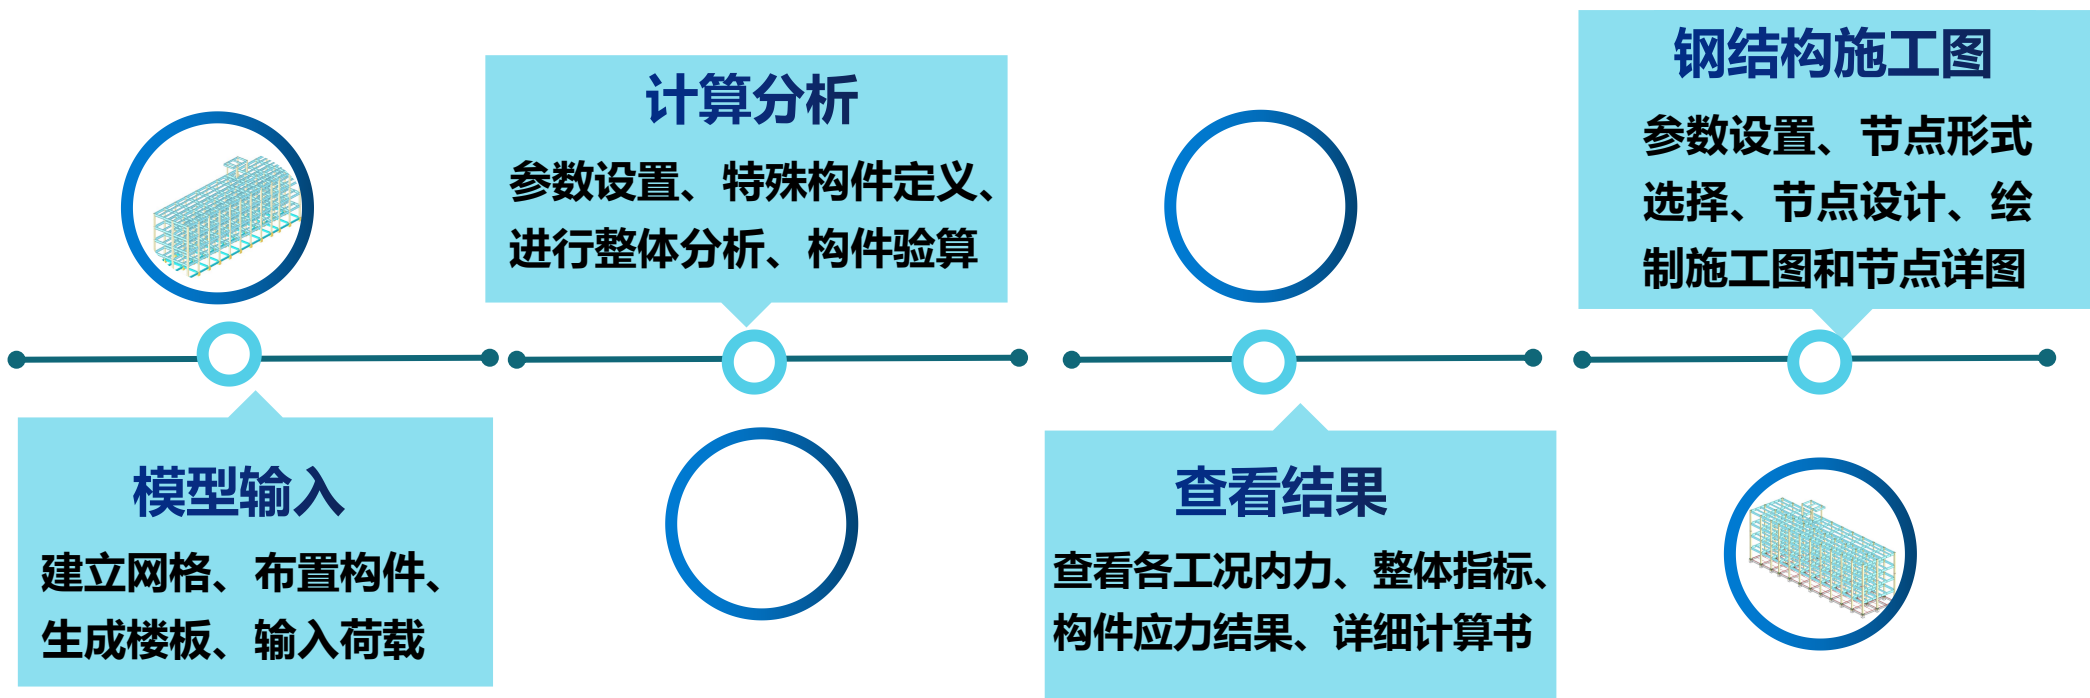 模型输入
建立网格、布置构件、
生成楼板、输入荷载
计算分析
参数设置、特殊构件定义、
进行整体分析、构件验算
查看结果
查看各工况内力、整体指标、
构件应力结果、详细计算书
钢结构施工图
参数设置、节点形式
选择、节点设计、绘
制施工图和节点详图